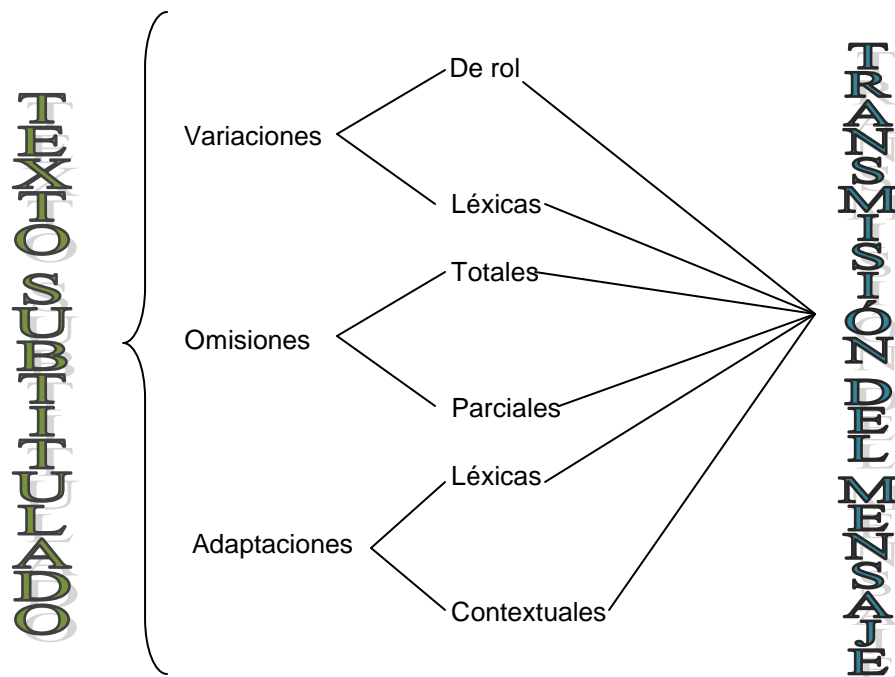 TEXTO SUBTITULADO
Variaciones
De rol
Léxicas
Omisiones
Totales
Parciales
Adaptaciones
Léxicas
Contextuales
TRANSMISIÓN DEL MENSAJE